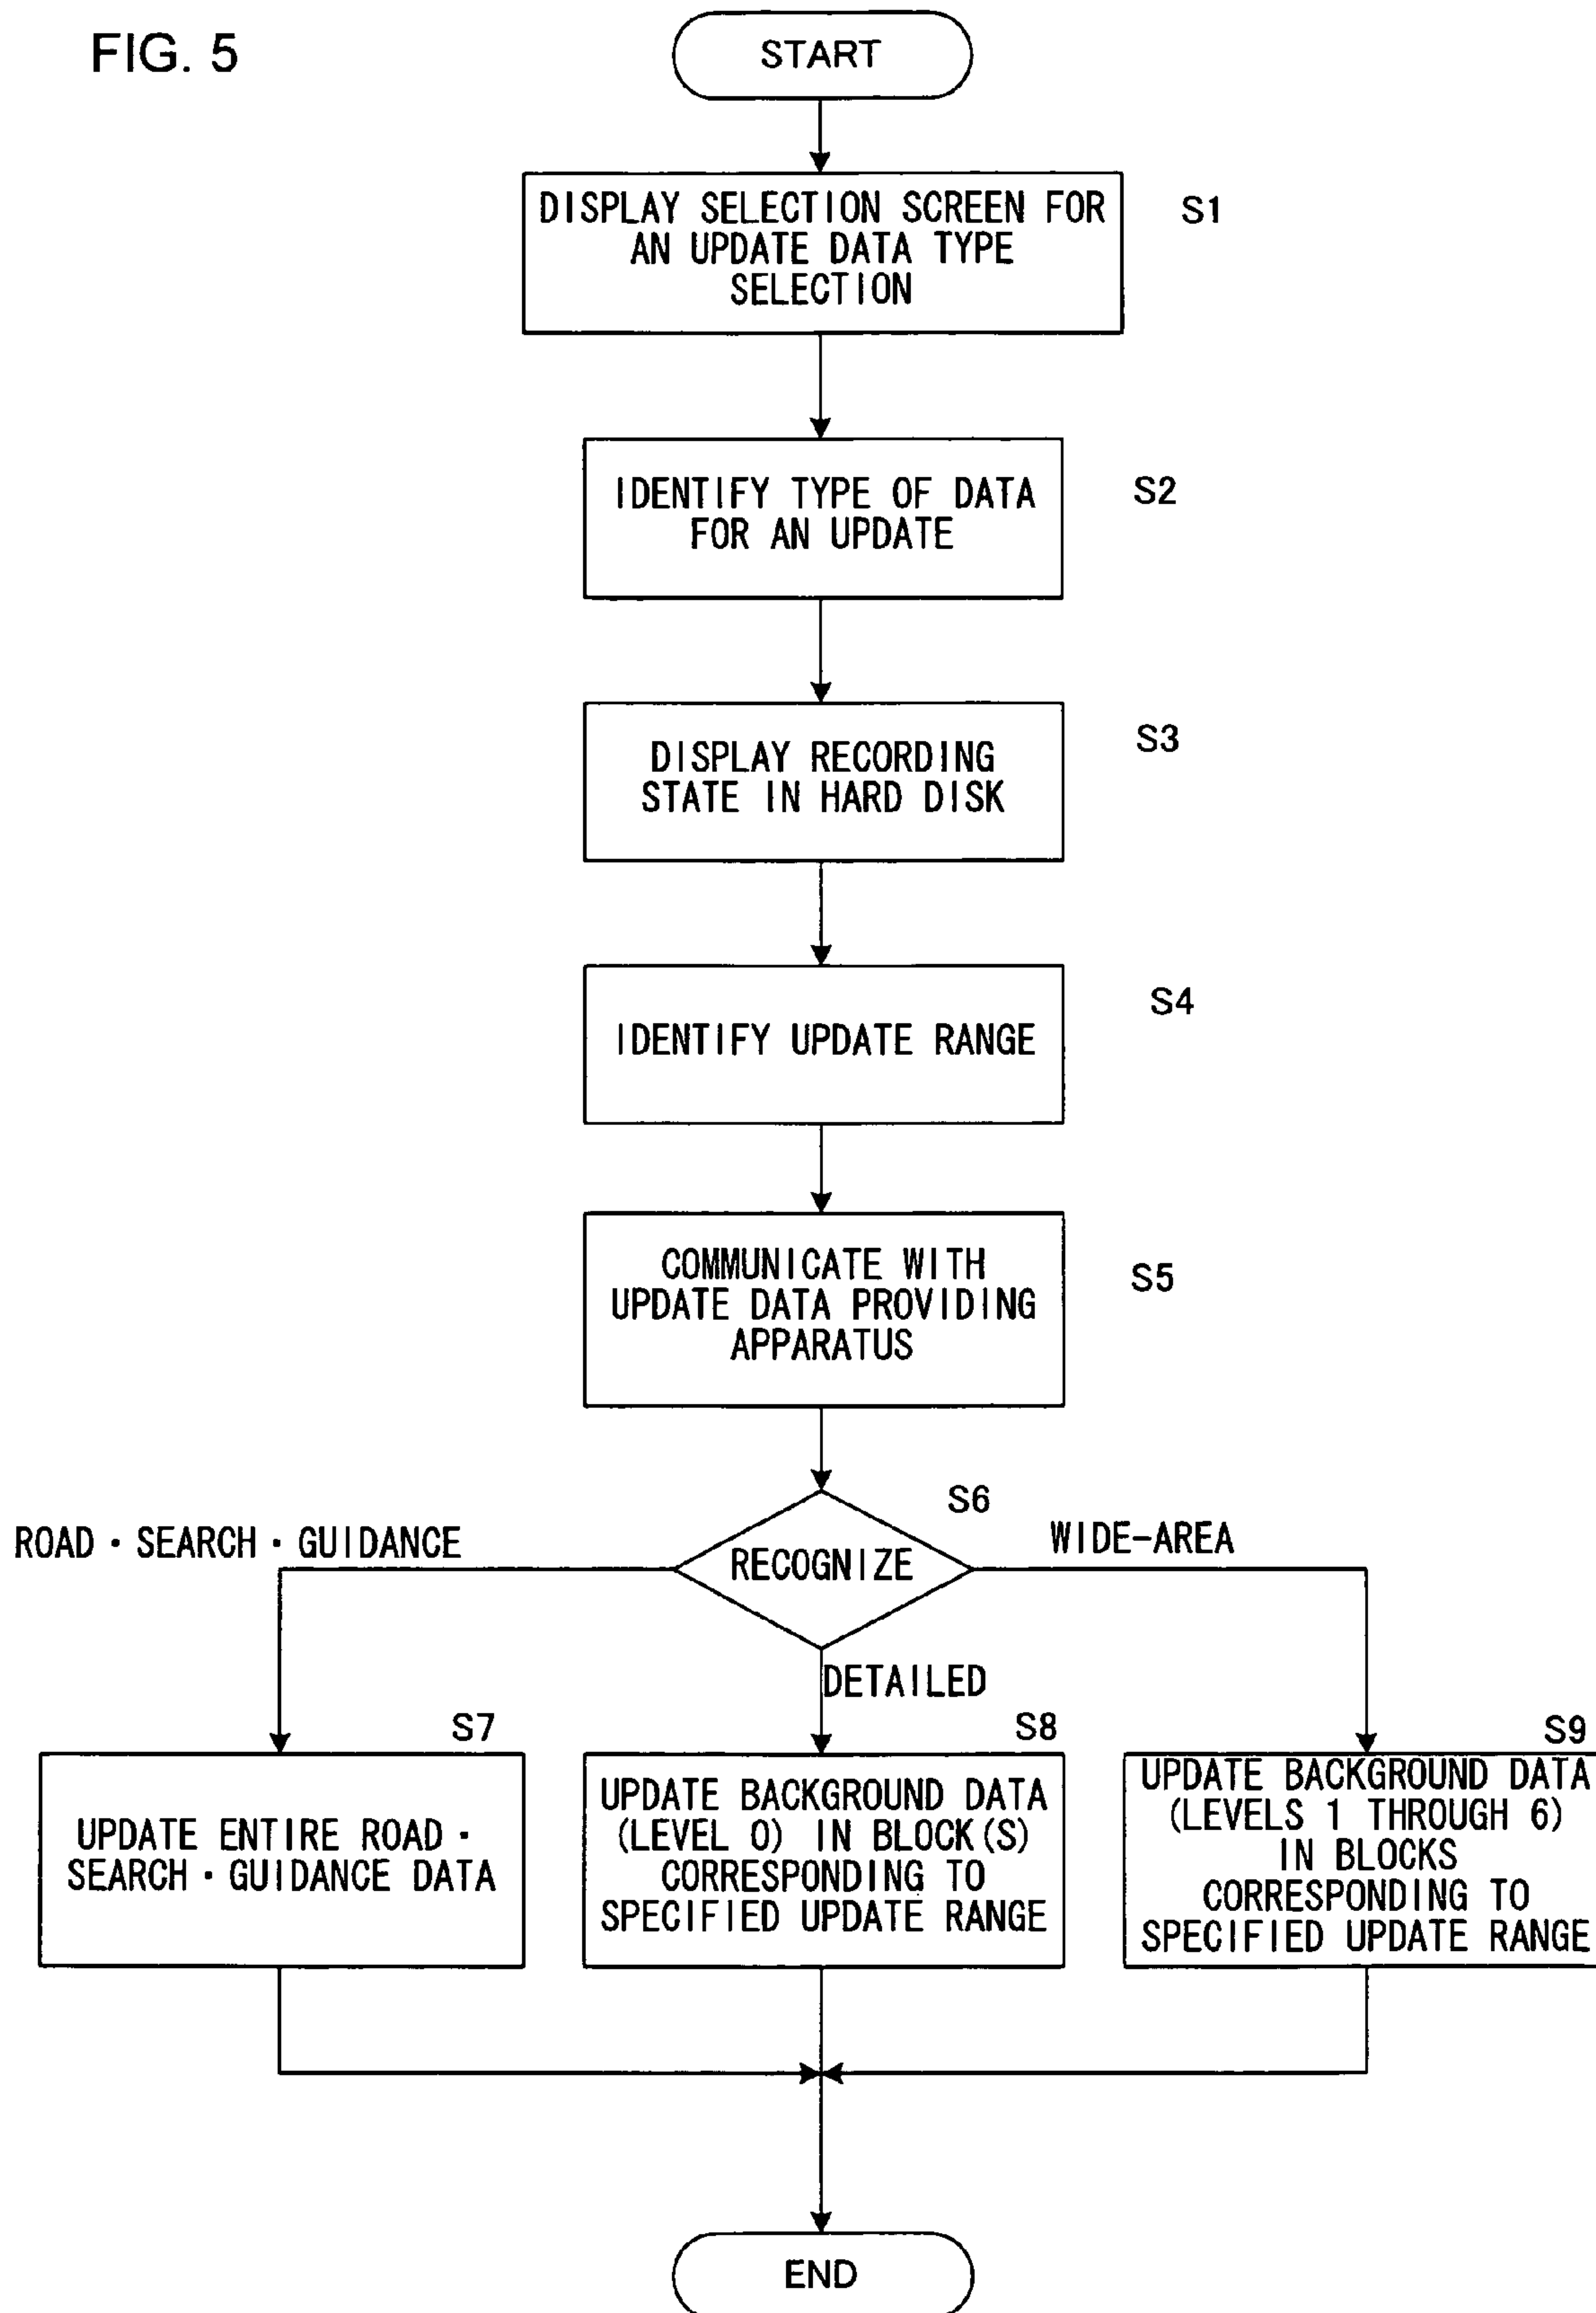 FIG. 5
START
DISPLAY SELECTION SCREEN FOR
AN UPDATE DATA TYPE
SELECTION
S1
IDENTIFY TYPE OF DATA
FOR AN UPDATE
S2
DISPLAY RECORDING
STATE IN HARD DISK
S3
IDENTIFY UPDATE RANGE
S4
COMMUNICATE WITH
UPDATE DATA PROVIDING
APPARATUS
S5
RECOGNIZE
S6
ROAD・SEARCH・GUIDANCE
DETAILED
WIDE-AREA
S7
UPDATE ENTIRE ROAD・
SEARCH・GUIDANCE DATA
S8
UPDATE BACKGROUND DATA
(LEVEL 0) IN BLOCK(S)
CORRESPONDING TO
SPECIFIED UPDATE RANGE
S9
UPDATE BACKGROUND DATA
(LEVELS 1 THROUGH 6)
IN BLOCKS
CORRESPONDING TO
SPECIFIED UPDATE RANGE
END